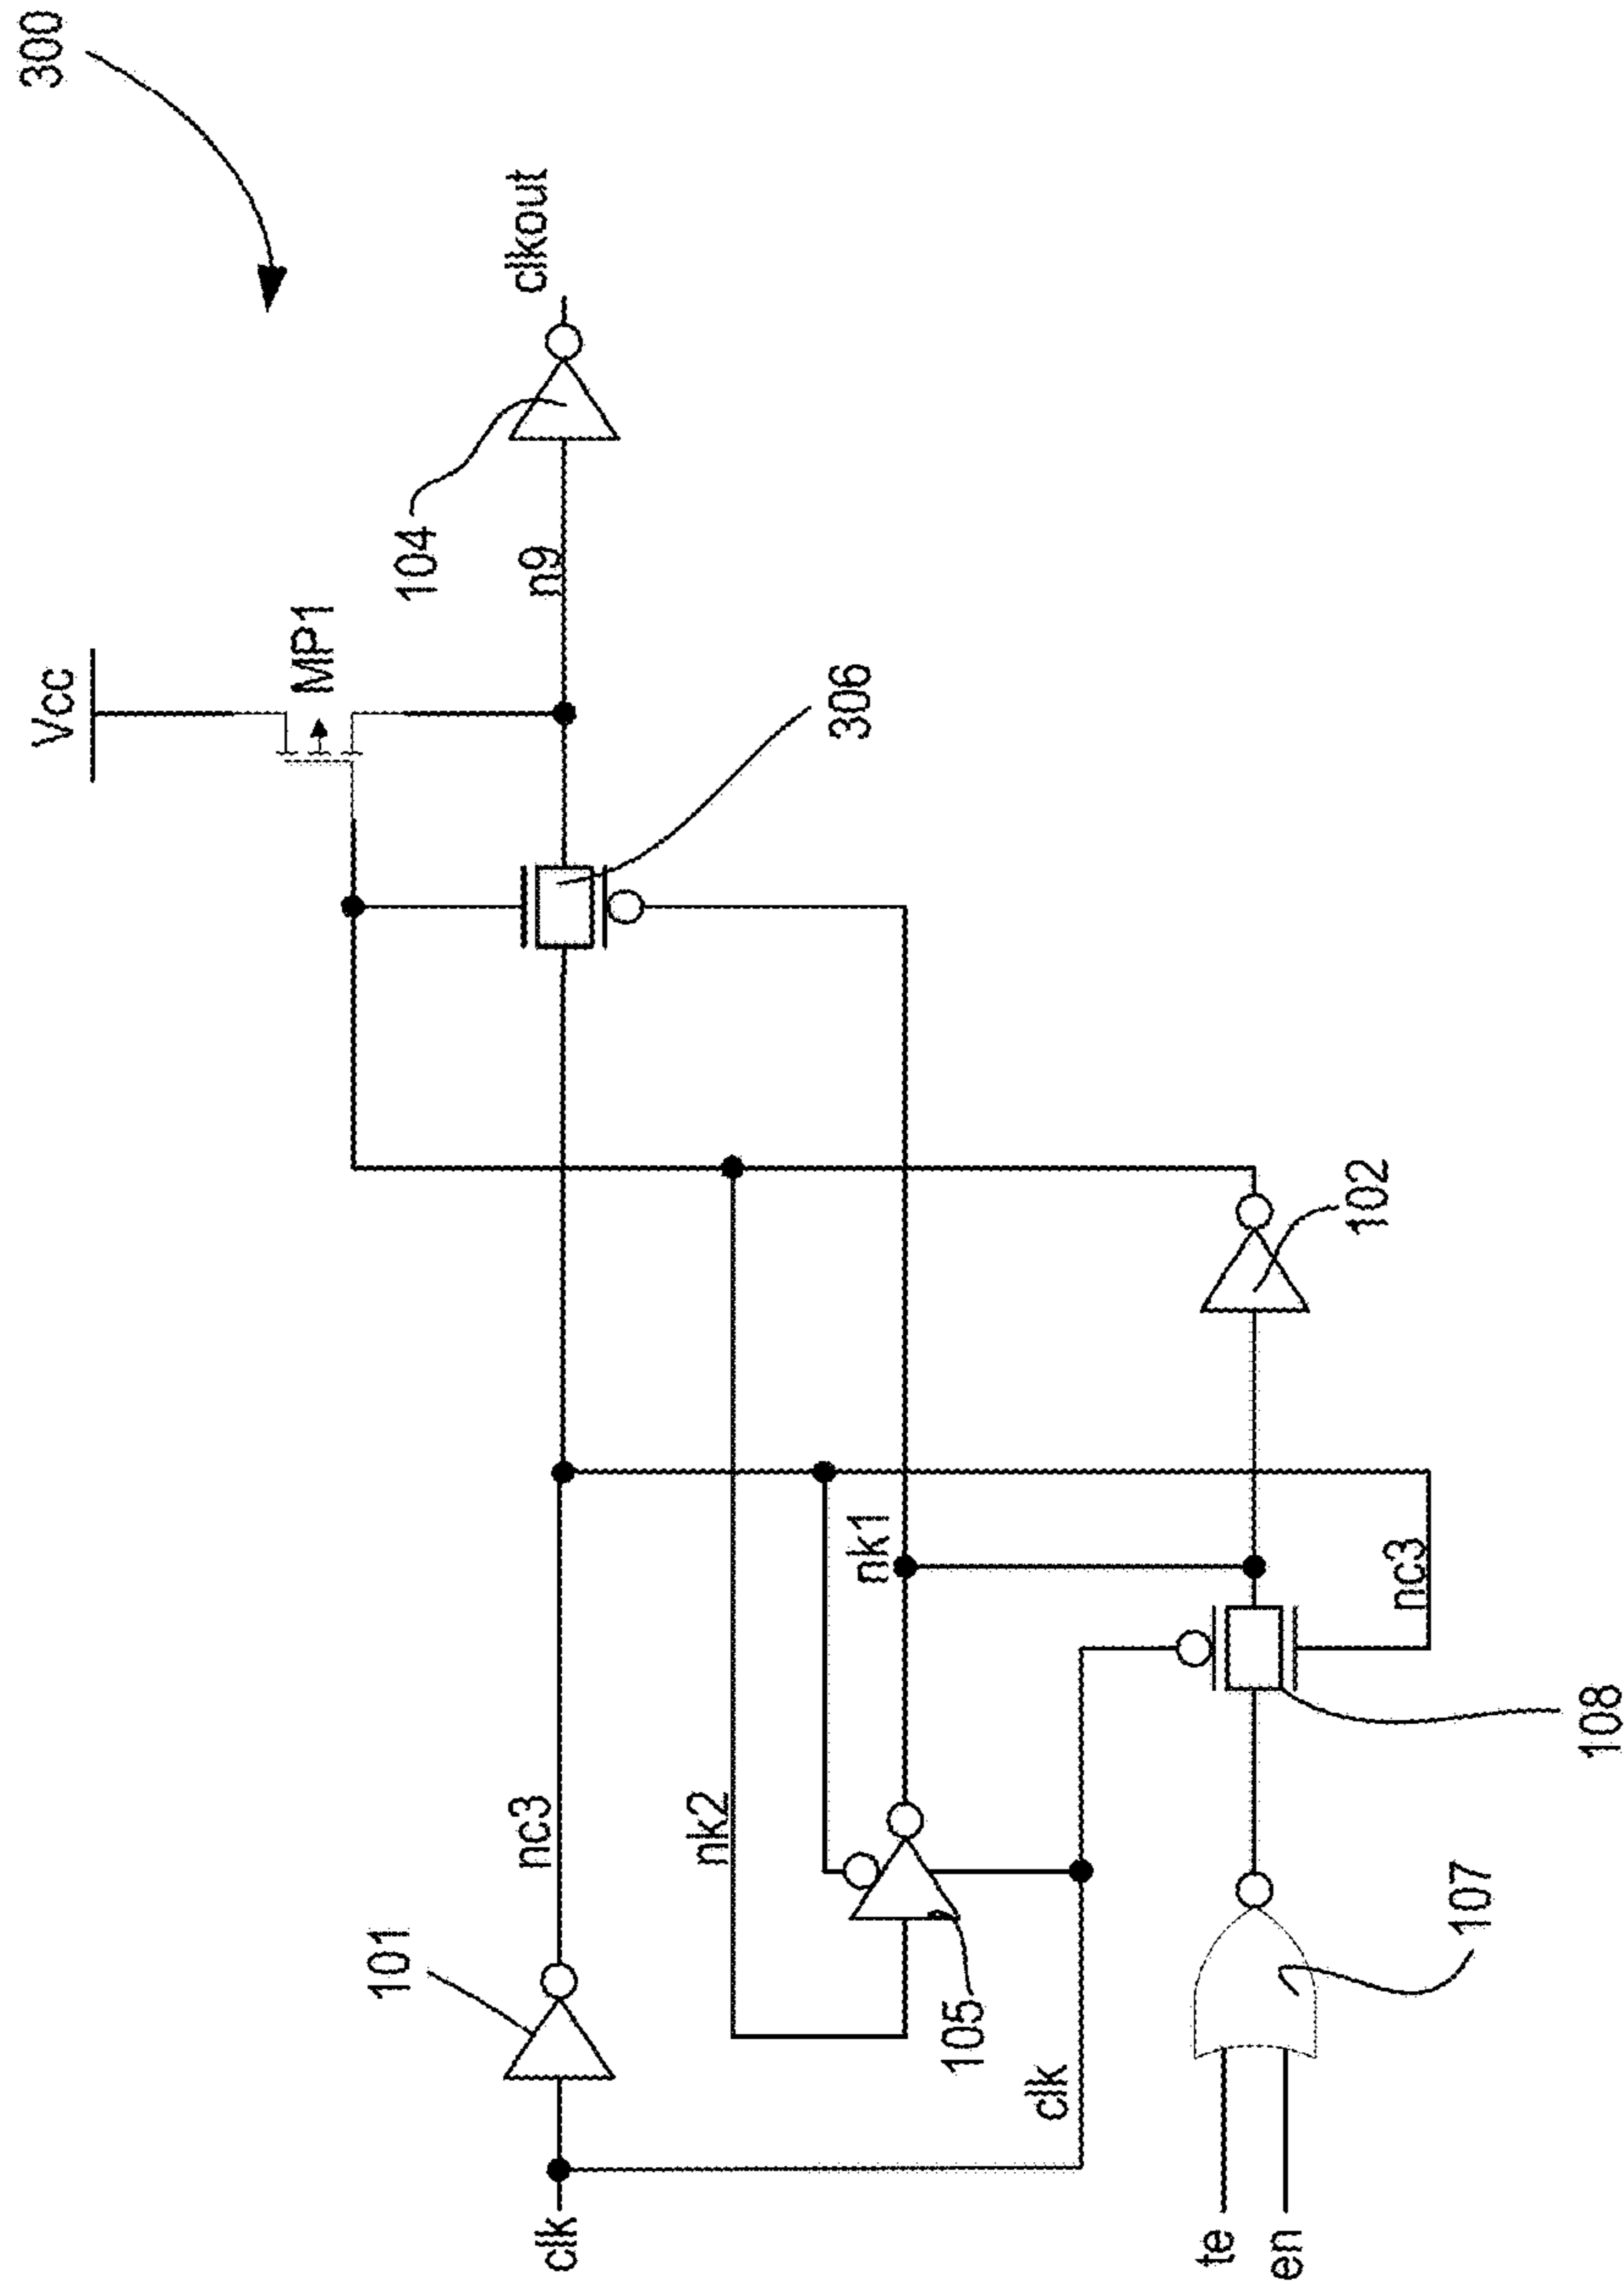 300
Vcc
MP1
clkout
104
n9
306
101
nc3
nk2
nk1
clk
105
clk
102
te
en
107
108
nc3